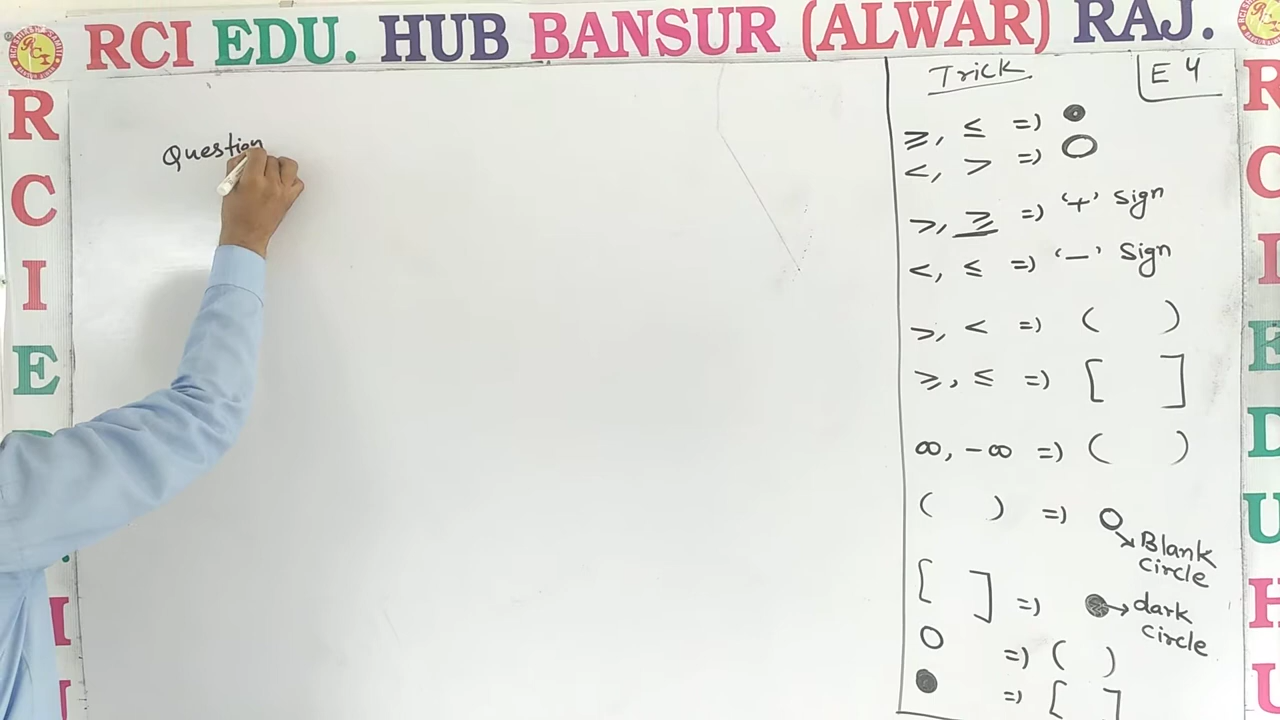 RCI EDU. HUB BANSUR (ALWAR) RAJ.
R
C
I
E
H
U
Question
Trick
E 4
≥, ≤ =) ●
<, > =) ○
>, ≥ =) '+' Sign
<, ≤ =) '—' Sign
>, < =) ( )
≥, ≤ =) [ ]
∞, -∞ =) ( )
( ) =) ○ → Blank
circle
[ ] =) ● → dark
circle
○ =) ( )
● =) [ ]
R
C
I
E
D
U
H
U